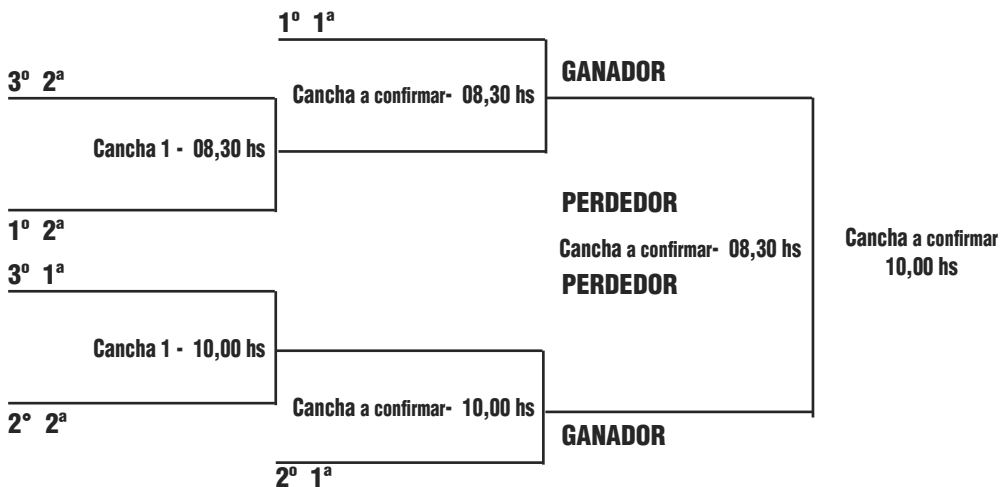 1º 1ª
3º 2ª
Cancha a confirmar- 08,30 hs
GANADOR
Cancha 1 - 08,30 hs
1º 2ª
PERDEDOR
Cancha a confirmar- 08,30 hs
PERDEDOR
Cancha a confirmar
10,00 hs
3º 1ª
Cancha 1 - 10,00 hs
2° 2ª
Cancha a confirmar- 10,00 hs
GANADOR
2º 1ª